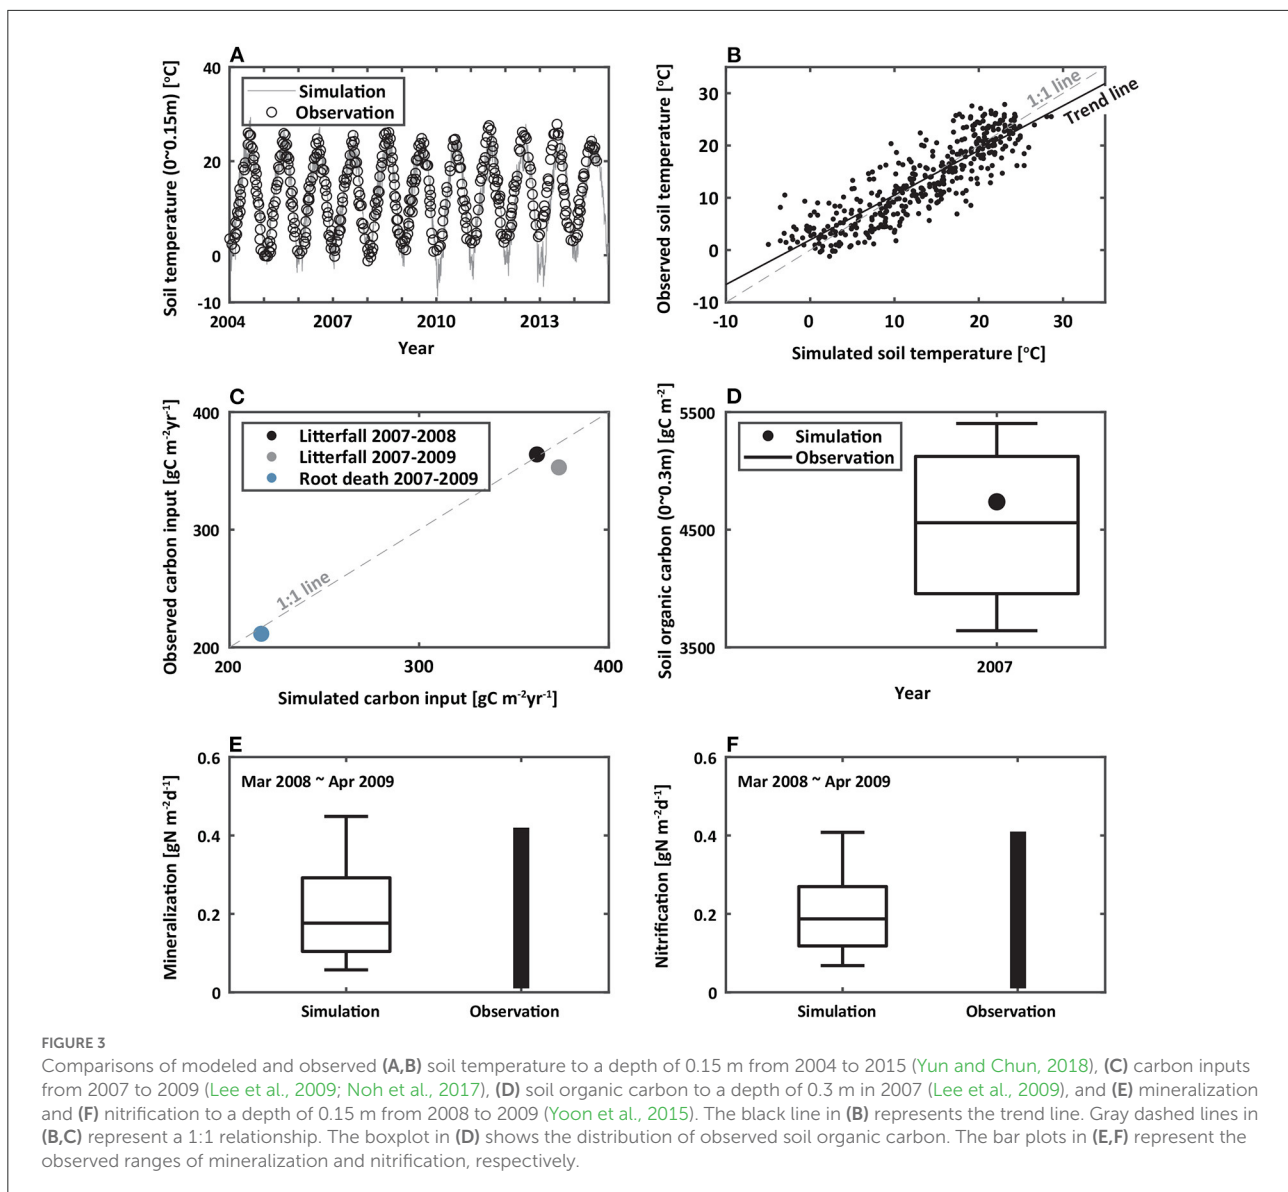 A
Soil temperature (0~0.15m) [°C]
40
20
0
-10
Simulation
Observation
2004
2007
2010
2013
Year
B
Observed soil temperature [°C]
30
20
10
0
-10
1:1 line
Trend line
-10
0
10
20
30
Simulated soil temperature [°C]
C
Observed carbon input [gC m⁻²yr⁻¹]
400
300
200
Litterfall 2007-2008
Litterfall 2007-2009
Root death 2007-2009
1:1 line
200
300
400
Simulated carbon input [gC m⁻²yr⁻¹]
D
Soil organic carbon (0~0.3m) [gC m⁻²]
5500
4500
3500
Simulation
Observation
2007
Year
E
Mineralization [gN m⁻²d⁻¹]
0.6
0.4
0.2
0
Mar 2008 ~ Apr 2009
Simulation
Observation
F
Nitrification [gN m⁻²d⁻¹]
0.6
0.4
0.2
0
Mar 2008 ~ Apr 2009
Simulation
Observation
FIGURE 3
Comparisons of modeled and observed (A,B) soil temperature to a depth of 0.15 m from 2004 to 2015 (Yun and Chun, 2018), (C) carbon inputs
from 2007 to 2009 (Lee et al., 2009; Noh et al., 2017), (D) soil organic carbon to a depth of 0.3 m in 2007 (Lee et al., 2009), and (E) mineralization
and (F) nitrification to a depth of 0.15 m from 2008 to 2009 (Yoon et al., 2015). The black line in (B) represents the trend line. Gray dashed lines in
(B,C) represent a 1:1 relationship. The boxplot in (D) shows the distribution of observed soil organic carbon. The bar plots in (E,F) represent the
observed ranges of mineralization and nitrification, respectively.